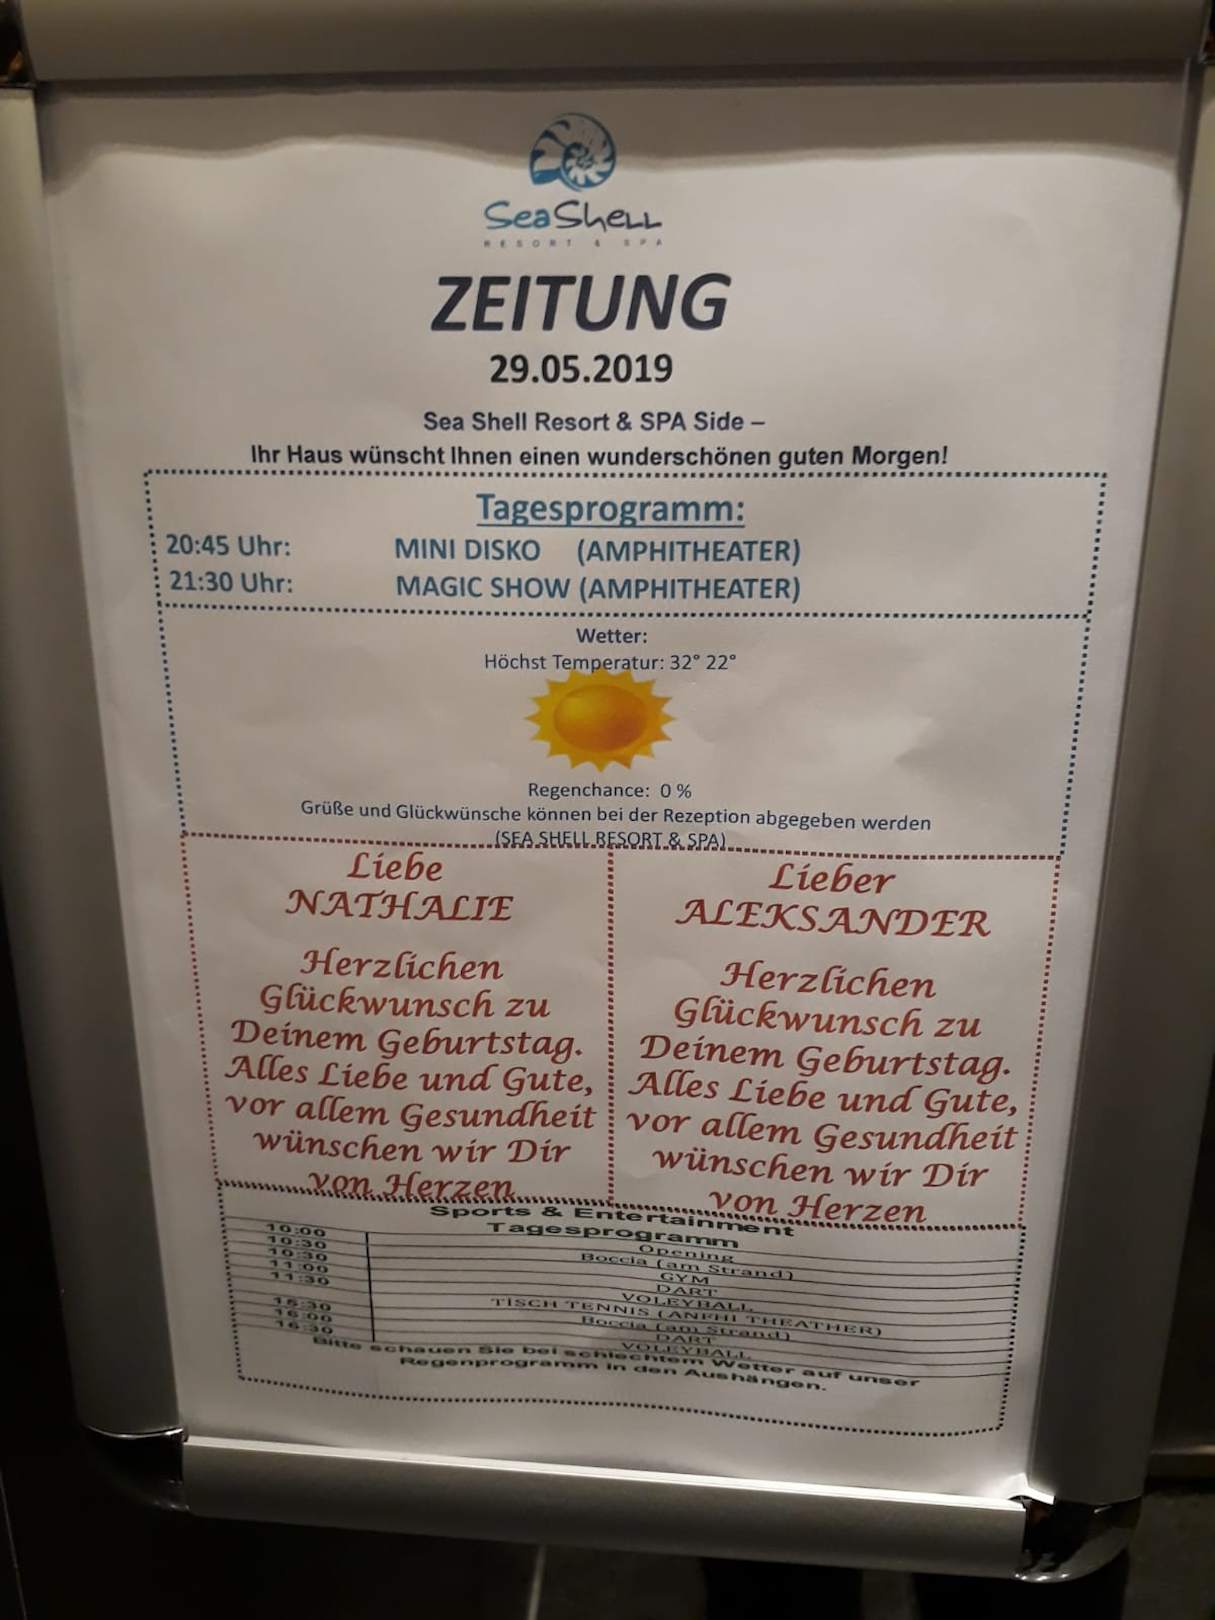 SeaShell
RESORT & SPA
ZEITUNG
29.05.2019
Sea Shell Resort & SPA Side –
Ihr Haus wünscht Ihnen einen wunderschönen guten Morgen!
Tagesprogramm:
20:45 Uhr: MINI DISKO (AMPHITHEATER)
21:30 Uhr: MAGIC SHOW (AMPHITHEATER)
Wetter:
Höchst Temperatur: 32° 22°
Regenchance: 0 %
Grüße und Glückwünsche können bei der Rezeption abgegeben werden
(SEA SHELL RESORT & SPA)
Liebe
NATHALIE
Herzlichen
Glückwunsch zu
Deinem Geburtstag.
Alles Liebe und Gute,
vor allem Gesundheit
wünschen wir Dir
von Herzen
Lieber
ALEKSANDER
Herzlichen
Glückwunsch zu
Deinem Geburtstag.
Alles Liebe und Gute,
vor allem Gesundheit
wünschen wir Dir
von Herzen
Sports & Entertainment
Tagesprogramm
10:00 Opening
10:30 Boccia (am Strand)
10:30 GYM
11:00 DART
11:30 VOLEYBALL
TİSCH TENNIS (ANFHI THEATHER)
15:30 Boccia (am Strand)
16:00 DART
16:30 VOLEYBALL
Bitte schauen Sie bei schlechtem Wetter auf unser
Regenprogramm in den Aushängen.